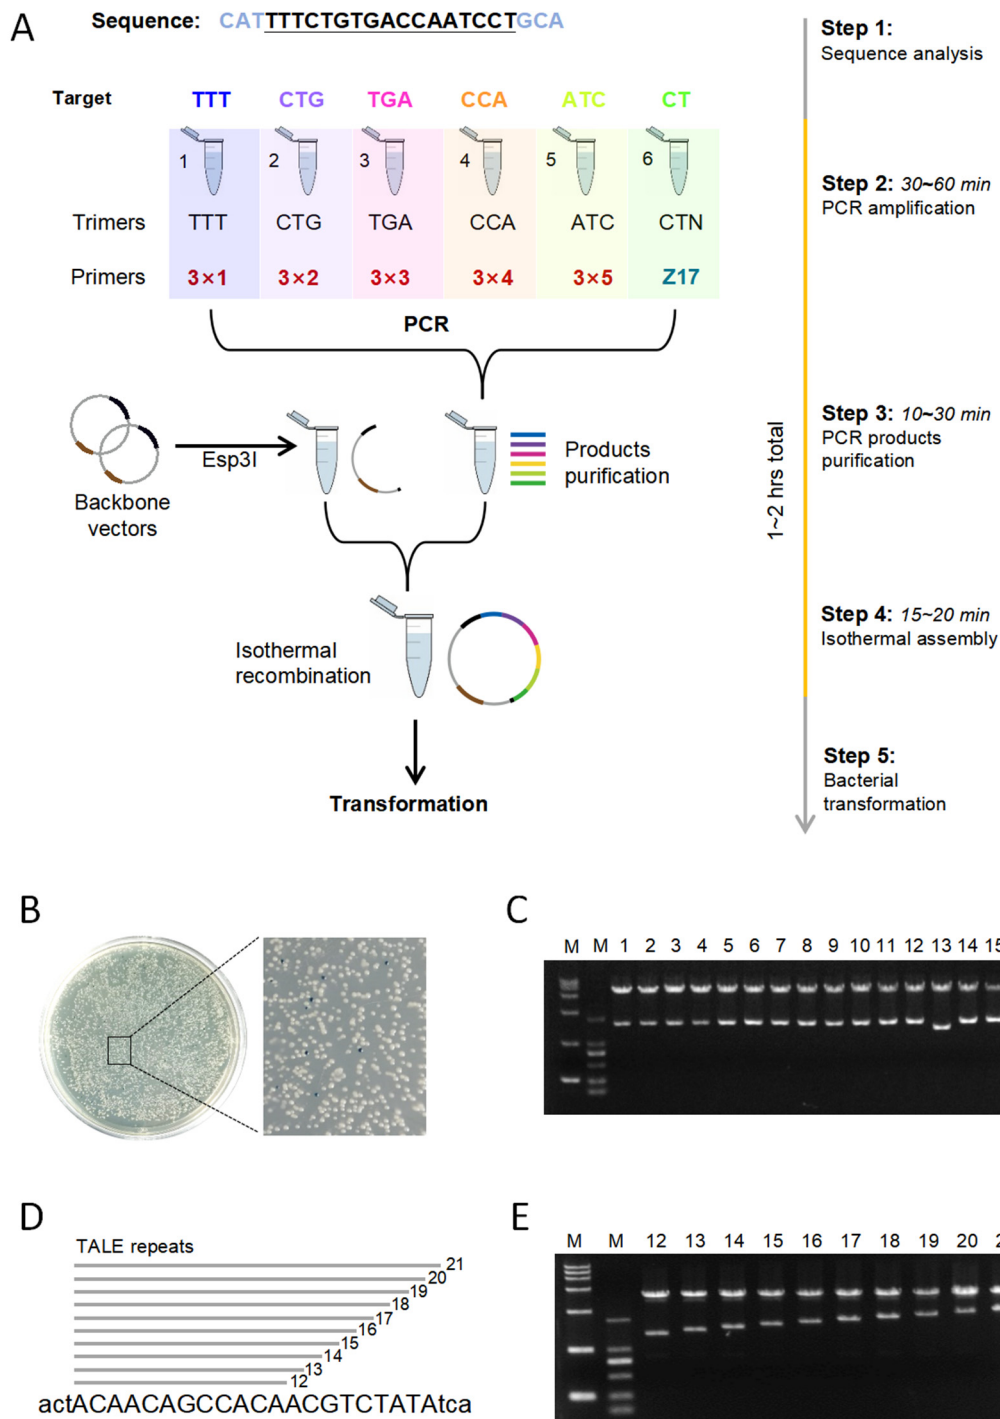 A
Sequence: CATTTTCTGTGACCAATCCTGCA
Target TTT CTG TGA CCA ATC CT
1 2 3 4 5 6
Trimers TTT CTG TGA CCA ATC CTN
Primers 3×1 3×2 3×3 3×4 3×5 Z17
PCR
Esp3I
Backbone
vectors
Products
purification
Isothermal
recombination
Transformation
Step 1:
Sequence analysis
Step 2: 30~60 min
PCR amplification
Step 3: 10~30 min
PCR products
purification
1~2 hrs total
Step 4: 15~20 min
Isothermal assembly
Step 5:
Bacterial
transformation
B
C
M M 1 2 3 4 5 6 7 8 9 10 11 12 13 14 15
D
TALE repeats
21
20
19
18
17
16
15
14
13
12
actACAACAGCCACAACGTCTATAtca
E
M M 12 13 14 15 16 17 18 19 20